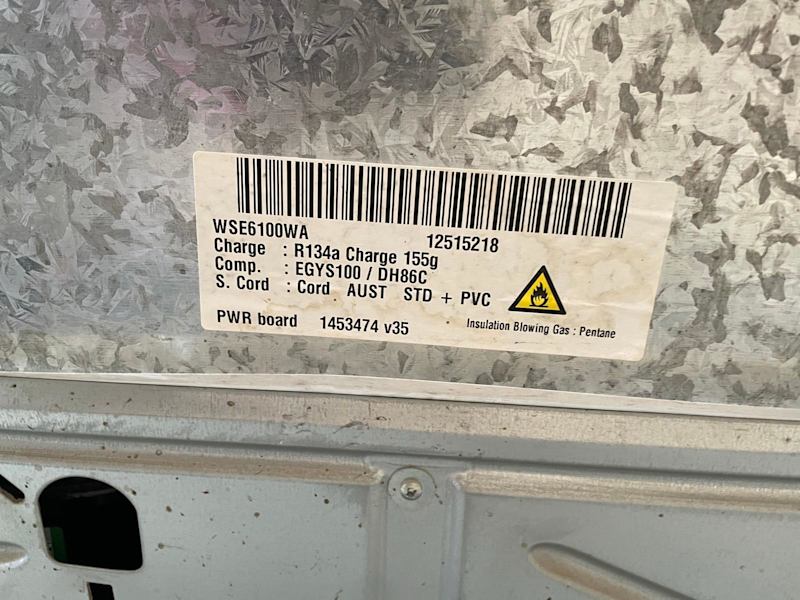 WSE6100WA 12515218
Charge : R134a Charge 155g
Comp. : EGYS100 / DH86C
S. Cord : Cord AUST STD + PVC
PWR board 1453474 v35
Insulation Blowing Gas : Pentane